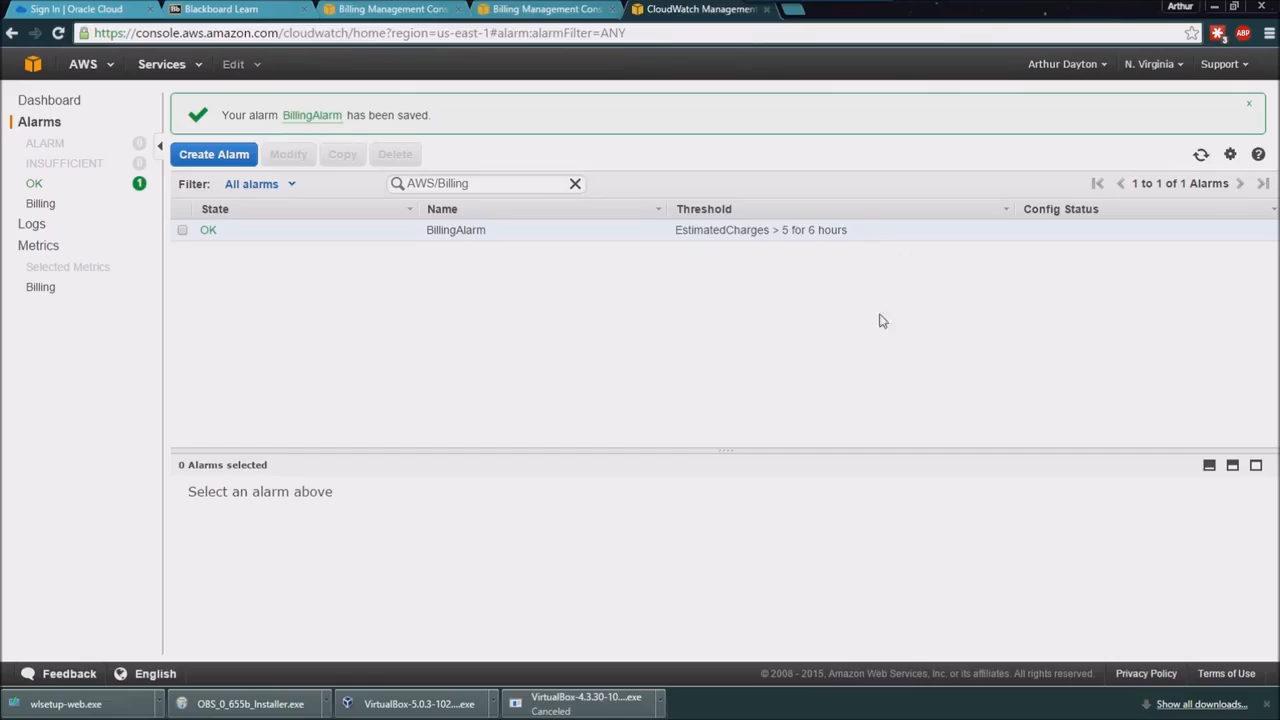 Sign In | Oracle Cloud
Blackboard Learn
Billing Management Cons
Billing Management Cons
CloudWatch Management
Arthur
https://console.aws.amazon.com/cloudwatch/home?region=us-east-1#alarm:alarmFilter=ANY
3
ABP
AWS
Services
Edit
Arthur Dayton
N. Virginia
Support
Dashboard
Alarms
ALARM 0
INSUFFICIENT 0
OK 1
Billing
Logs
Metrics
Selected Metrics
Billing
Your alarm BillingAlarm has been saved.
x
Create Alarm
Modify
Copy
Delete
Filter: All alarms
AWS/Billing
1 to 1 of 1 Alarms
State Name Threshold Config Status
OK BillingAlarm EstimatedCharges > 5 for 6 hours
0 Alarms selected
Select an alarm above
Feedback
English
© 2008 - 2015, Amazon Web Services, Inc. or its affiliates. All rights reserved.
Privacy Policy
Terms of Use
wlsetup-web.exe
OBS_0_655b_Installer.exe
VirtualBox-5.0.3-102....exe
VirtualBox-4.3.30-10....exe
Canceled
Show all downloads...